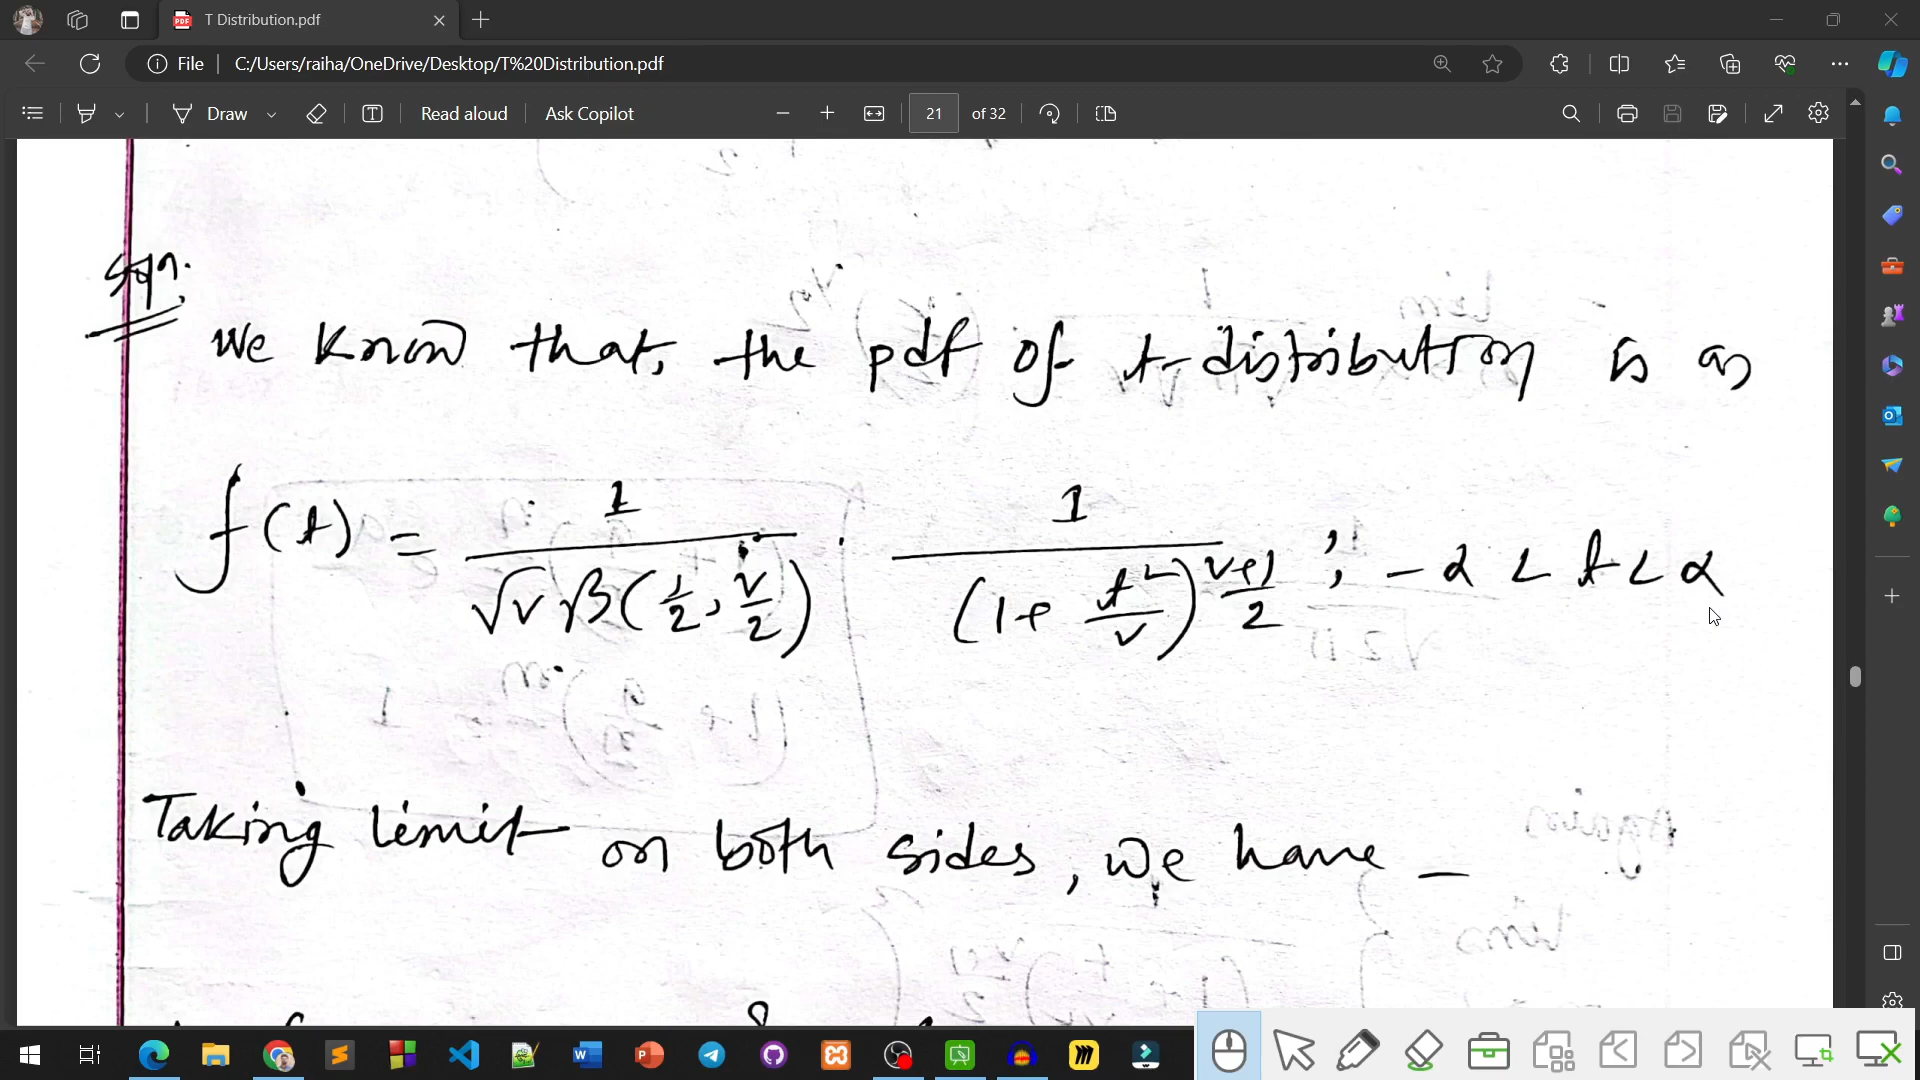 T Distribution.pdf
File C:/Users/raiha/OneDrive/Desktop/T%20Distribution.pdf
Draw Read aloud Ask Copilot 21 of 32
Sol^n.
We know that, the pdf of t-distribution is as
f(t) = 1/(√v β(1/2, v/2)) · 1/(1+ t²/v)^((v+1)/2) ; -α < t < α
Taking limit on both sides, we have —